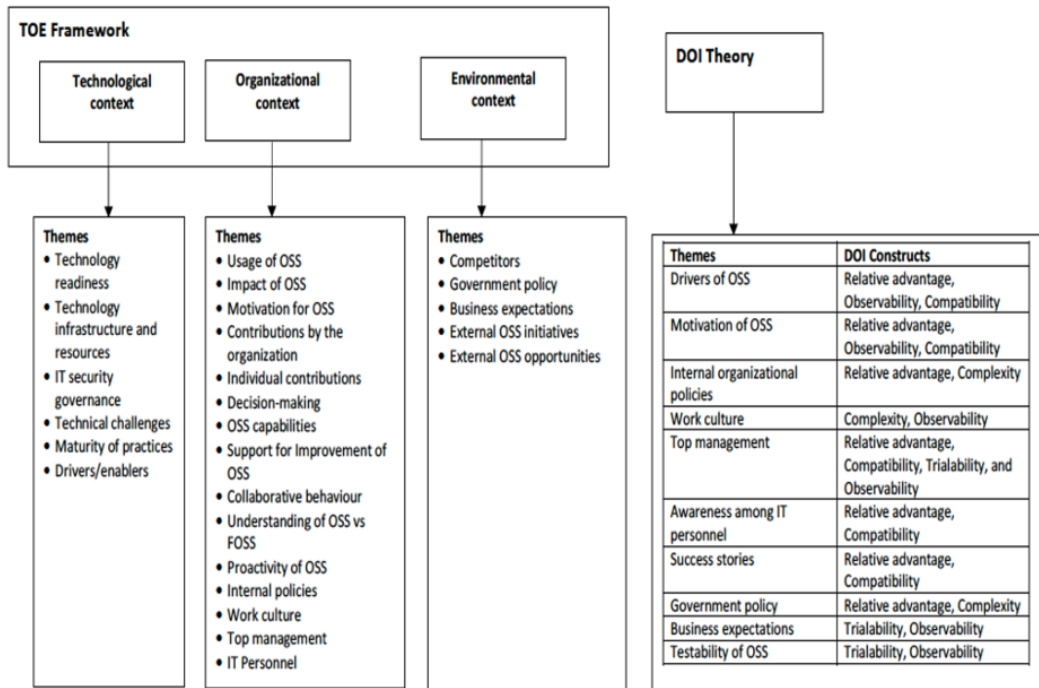 TOE Framework
Technological
context
Organizational
context
Environmental
context
DOI Theory
Themes
• Technology
readiness
• Technology
infrastructure and
resources
• IT security
governance
• Technical challenges
• Maturity of practices
• Drivers/enablers
Themes
• Usage of OSS
• Impact of OSS
• Motivation for OSS
• Contributions by the
organization
• Individual contributions
• Decision-making
• OSS capabilities
• Support for Improvement of
OSS
• Collaborative behaviour
• Understanding of OSS vs
FOSS
• Proactivity of OSS
• Internal policies
• Work culture
• Top management
• IT Personnel
Themes
• Competitors
• Government policy
• Business expectations
• External OSS initiatives
• External OSS opportunities
Themes DOI Constructs
Drivers of OSS Relative advantage,
Observability, Compatibility
Motivation of OSS Relative advantage,
Observability, Compatibility
Internal organizational Relative advantage, Complexity
policies
Work culture Complexity, Observability
Top management Relative advantage,
Compatibility, Trialability, and
Observability
Awareness among IT Relative advantage,
personnel Compatibility
Success stories Relative advantage,
Compatibility
Government policy Relative advantage, Complexity
Business expectations Trialability, Observability
Testability of OSS Trialability, Observability